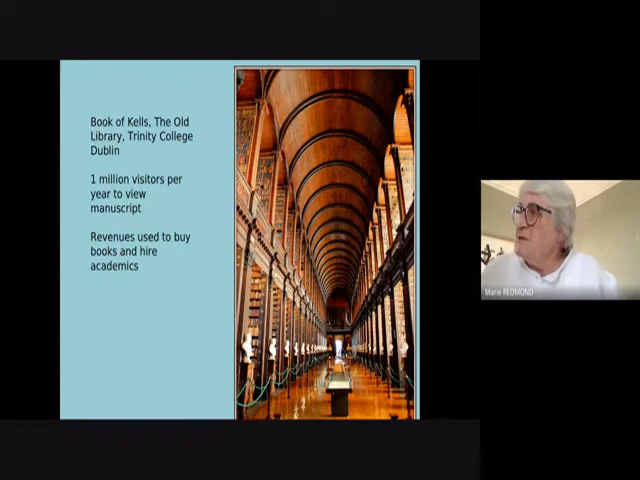 Book of Kells, The Old
Library, Trinity College
Dublin
1 million visitors per
year to view
manuscript
Revenues used to buy
books and hire
academics
Marie REDMOND